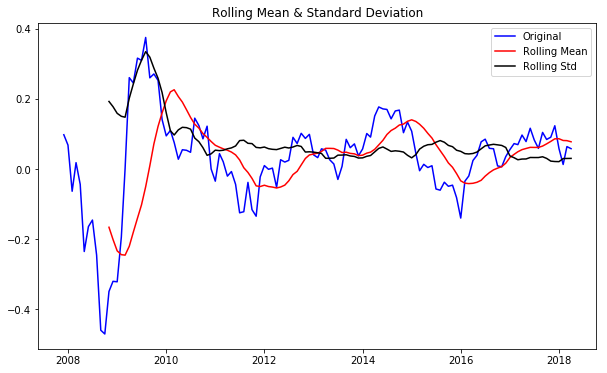 Rolling Mean & Standard Deviation
Original
Rolling Mean
Rolling Std
0.4
0.2
0.0
−0.2
−0.4
2008 2010 2012 2014 2016 2018